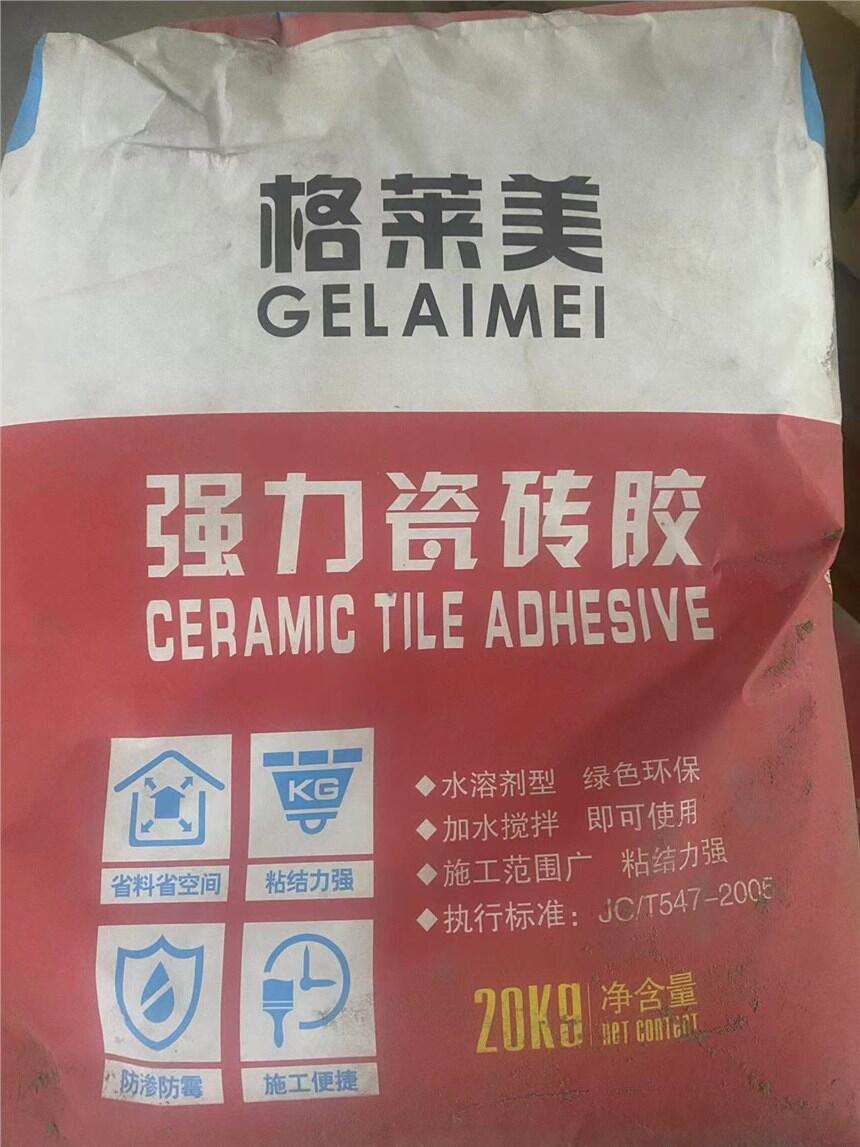 格莱美
GELAIMEI
强力瓷砖胶
CERAMIC TILE ADHESIVE
KG
省料省空间
粘结力强
防渗防霉
施工便捷
◆水溶剂型 绿色环保
◆加水搅拌 即可使用
◆施工范围广 粘结力强
◆执行标准：JC/T547-2005
20Kg 净含量
NET CONTENT